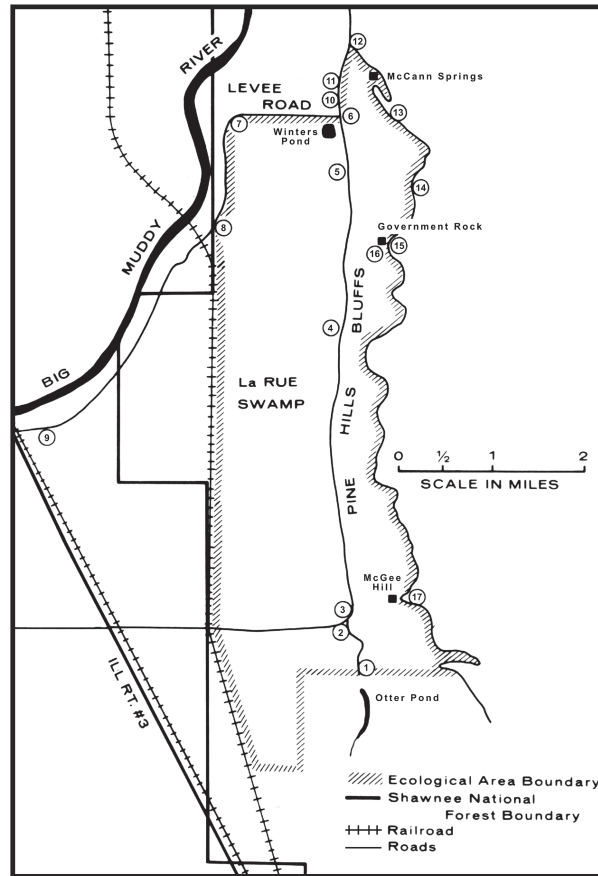 12
RIVER
11
McCann Springs
LEVEE
ROAD
10
13
7
6
Winters
Pond
5
14
8
Government Rock
MUDDY
16
15
BLUFFS
4
La RUE
SWAMP
HILLS
BIG
9
PINE
0 ½ 1 2
SCALE IN MILES
McGee
Hill
17
3
2
1
ILL RT. #3
Otter Pond
Ecological Area Boundary
Shawnee National
Forest Boundary
Railroad
Roads